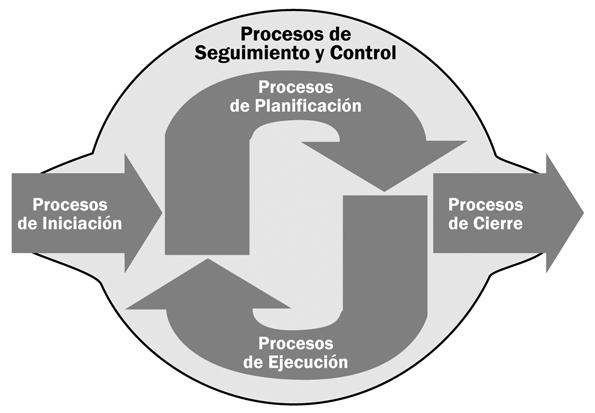 Procesos de
Seguimiento y Control
Procesos
de Planificación
Procesos
de Iniciación
Procesos
de Cierre
Procesos
de Ejecución